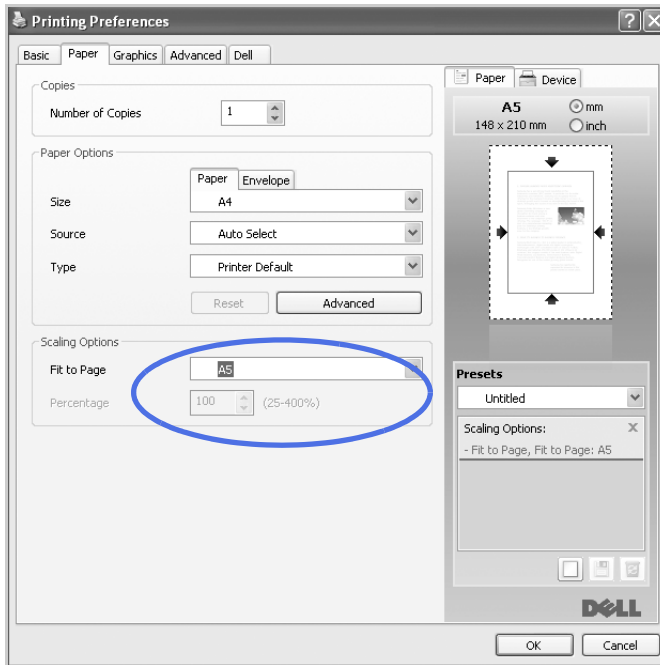 Printing Preferences
Basic Paper Graphics Advanced Dell
Copies
Number of Copies 1
Paper Options
Paper Envelope
Size A4
Source Auto Select
Type Printer Default
Reset Advanced
Scaling Options
Fit to Page A5
Percentage 100 (25-400%)
Paper Device
A5 mm
148 x 210 mm inch
Presets
Untitled
Scaling Options: X
- Fit to Page, Fit to Page: A5
DELL
OK Cancel